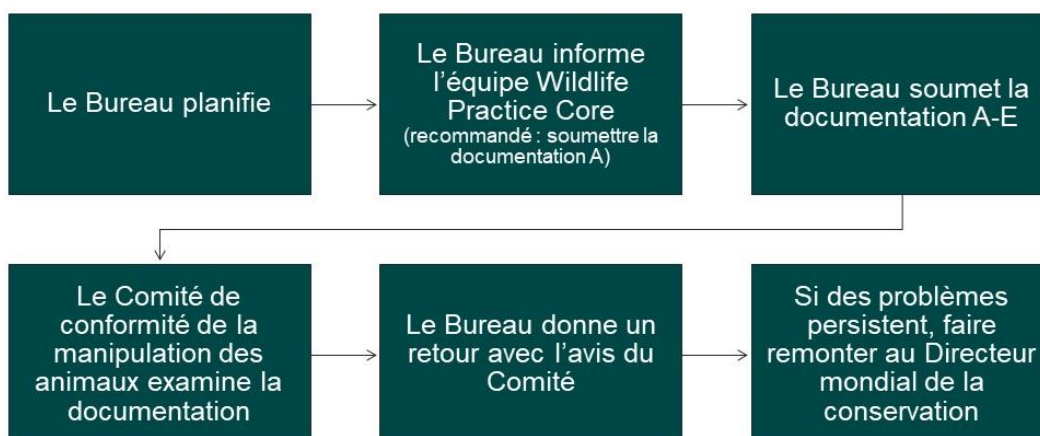 Le Bureau planifie
Le Bureau informe
l’équipe Wildlife
Practice Core
(recommandé : soumettre la
documentation A)
Le Bureau soumet la
documentation A-E
Le Comité de
conformité de la
manipulation des
animaux examine la
documentation
Le Bureau donne un
retour avec l’avis du
Comité
Si des problèmes
persistent, faire
remonter au Directeur
mondial de la
conservation